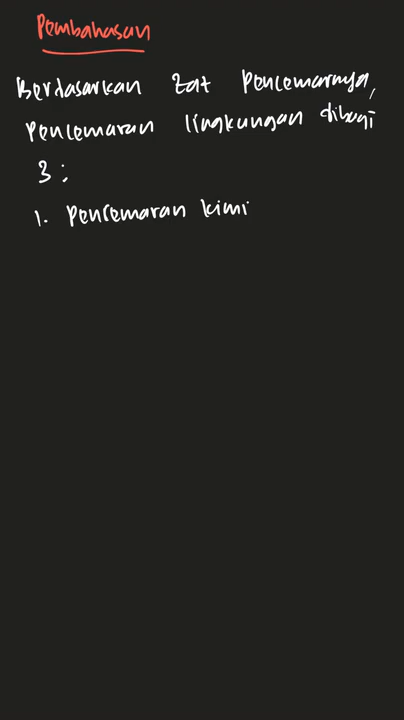 Pembahasan
Berdasarkan zat pencemarnya,
pencemaran lingkungan dibagi
3 :
1. Pencemaran kimi